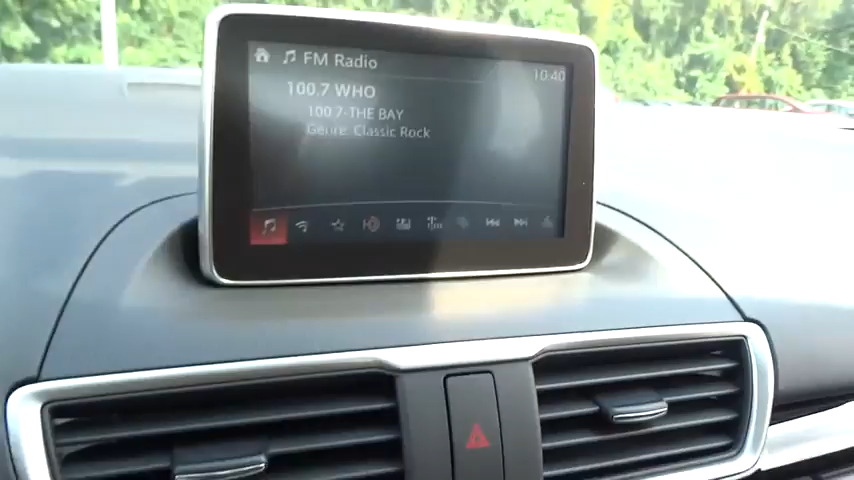 FM Radio
10:40
100.7 WHO
100.7-THE BAY
Genre: Classic Rock